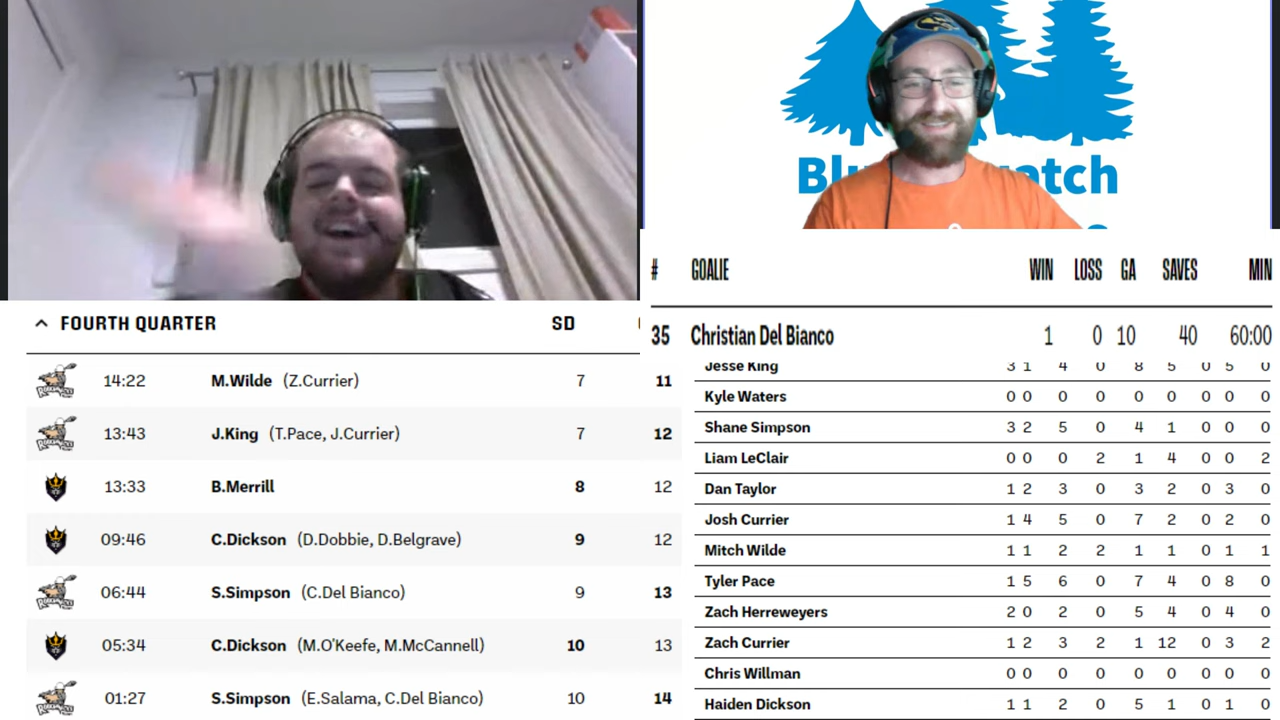 Blu atch
# GOALIE WIN LOSS GA SAVES MIN
35 Christian Del Bianco 1 0 10 40 60:00
FOURTH QUARTER SD
14:22 M.Wilde (Z.Currier) 7 11
13:43 J.King (T.Pace, J.Currier) 7 12
13:33 B.Merrill 8 12
09:46 C.Dickson (D.Dobbie, D.Belgrave) 9 12
06:44 S.Simpson (C.Del Bianco) 9 13
05:34 C.Dickson (M.O'Keefe, M.McCannell) 10 13
01:27 S.Simpson (E.Salama, C.Del Bianco) 10 14
Jesse King 3 1 4 0 8 5 0 5 0
Kyle Waters 0 0 0 0 0 0 0 0 0
Shane Simpson 3 2 5 0 4 1 0 0 0
Liam LeClair 0 0 0 2 1 4 0 0 2
Dan Taylor 1 2 3 0 3 2 0 3 0
Josh Currier 1 4 5 0 7 2 0 2 0
Mitch Wilde 1 1 2 2 1 1 0 1 1
Tyler Pace 1 5 6 0 7 4 0 8 0
Zach Herreweyers 2 0 2 0 5 4 0 4 0
Zach Currier 1 2 3 2 1 12 0 3 2
Chris Willman 0 0 0 0 0 0 0 0 0
Haiden Dickson 1 1 2 0 5 1 0 1 0